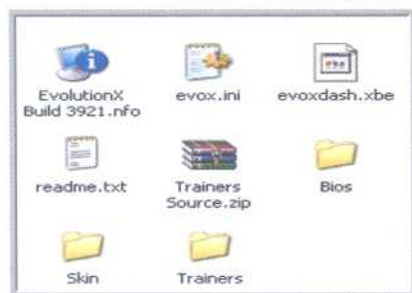 EvolutionX
Build 3921.nfo
evox.ini
evoxdash.xbe
readme.txt
Trainers
Source.zip
Bios
Skin
Trainers